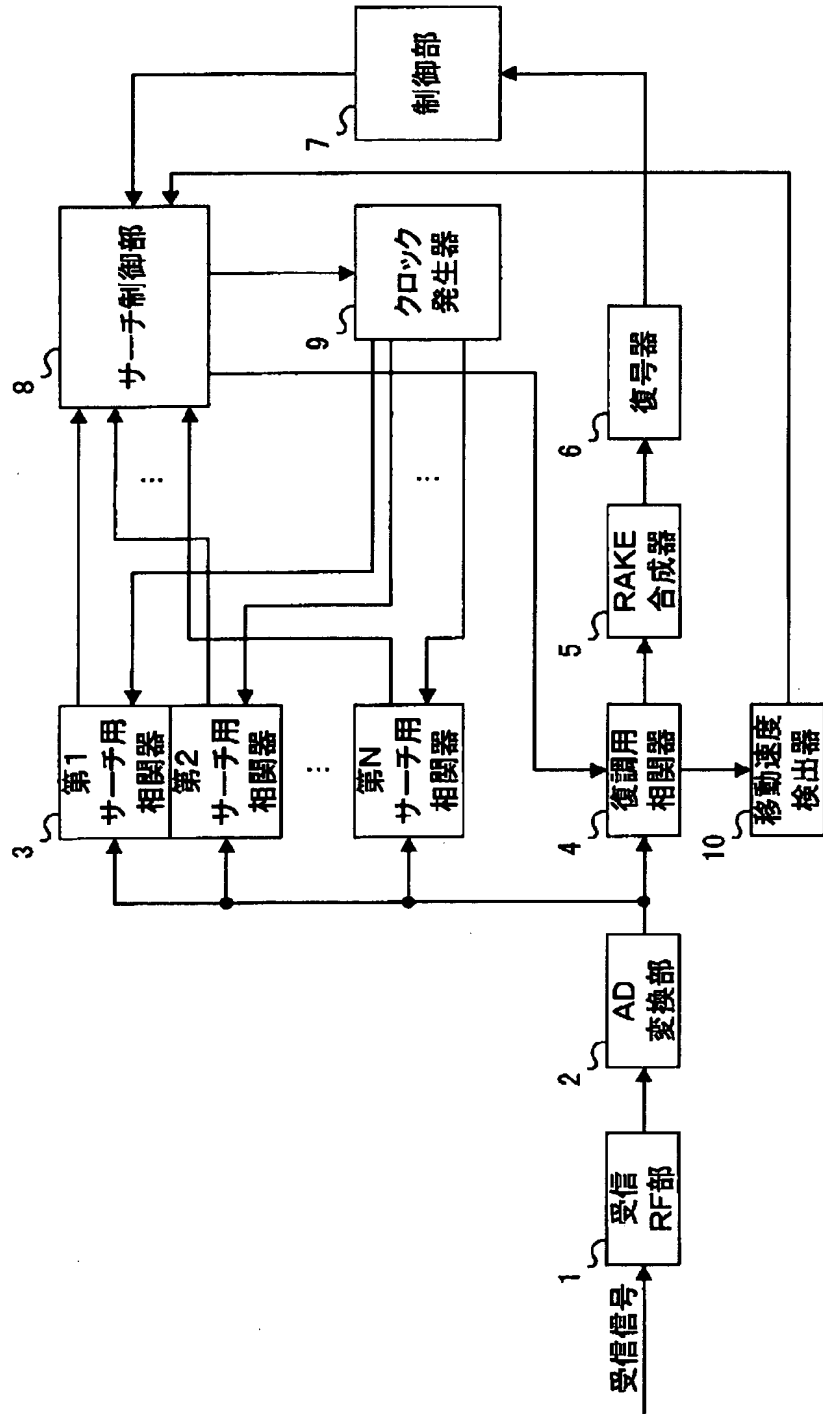 受信信号
1
受信
RF部
2
AD
変換部
3
第1
サーチ用
相関器
第2
サーチ用
相関器
⋮
第N
サーチ用
相関器
4
復調用
相関器
10
移動速度
検出器
5
RAKE
合成器
6
復号器
⋮
⋮
8
サーチ制御部
9
クロック
発生器
7
制御部